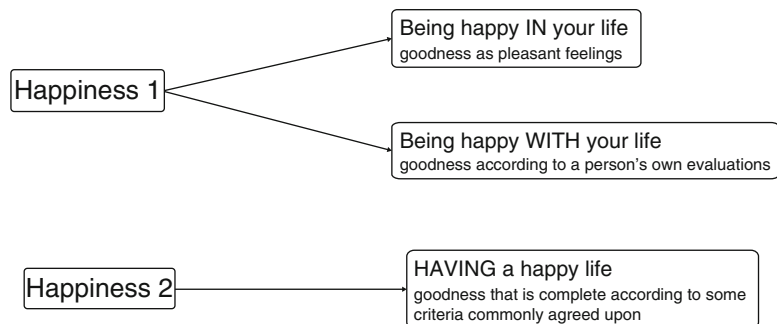 Being happy IN your life
goodness as pleasant feelings
Happiness 1
Being happy WITH your life
goodness according to a person's own evaluations
HAVING a happy life
Happiness 2
goodness that is complete according to some
criteria commonly agreed upon